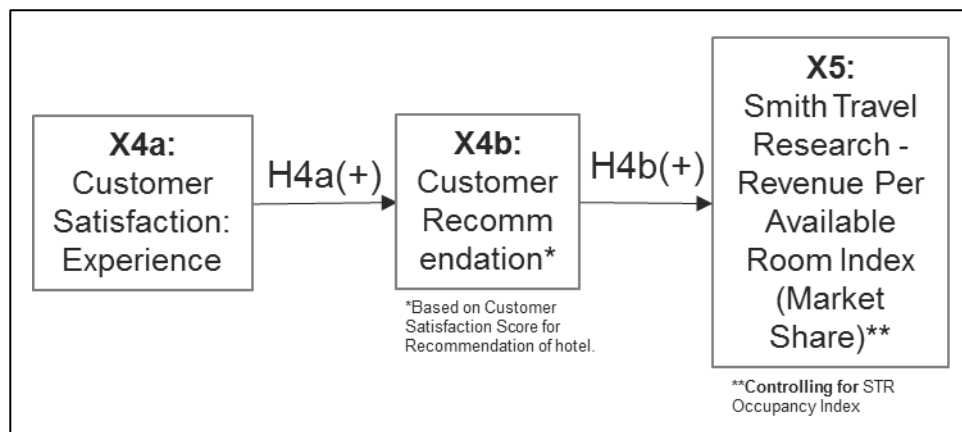 X4a:
Customer
Satisfaction:
Experience
H4a(+)
X4b:
Customer
Recomm
endation*
*Based on Customer
Satisfaction Score for
Recommendation of hotel.
H4b(+)
X5:
Smith Travel
Research -
Revenue Per
Available
Room Index
(Market
Share)**
**Controlling for STR
Occupancy Index